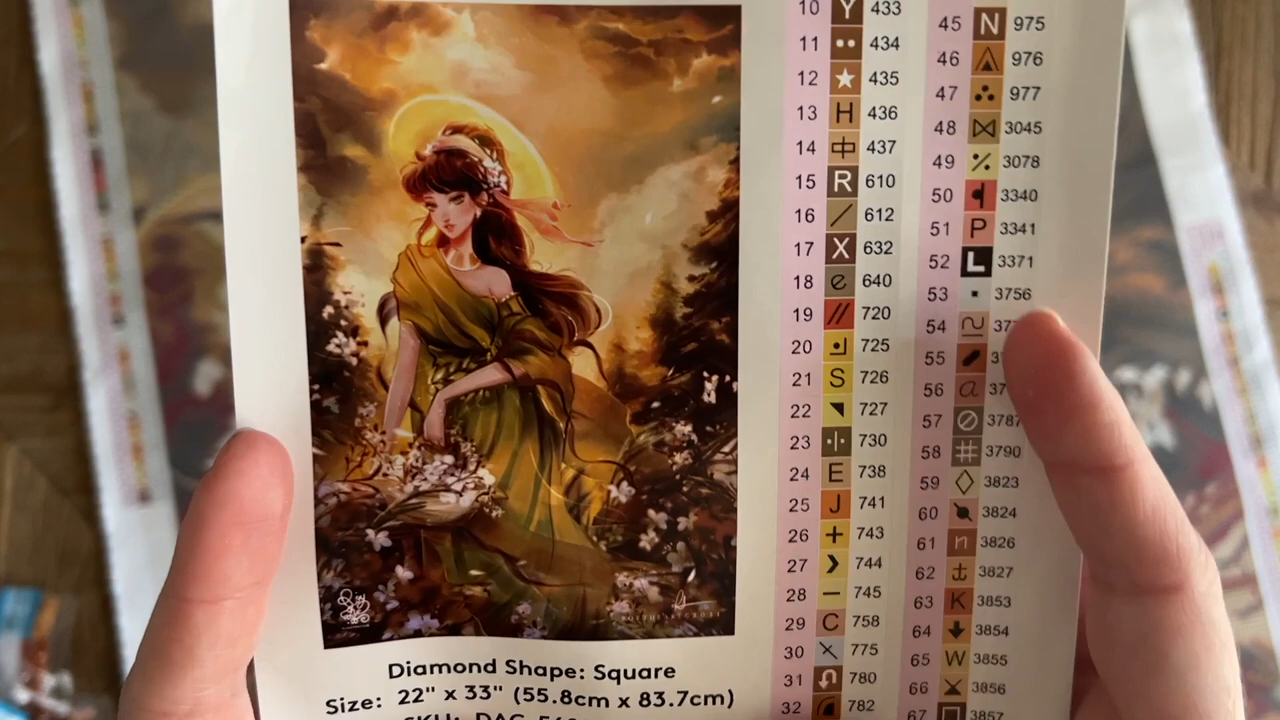 10 Y 433
11 434
12 435
13 H 436
14 中 437
15 R 610
16 612
17 X 632
18 e 640
19 // 720
20 725
21 S 726
22 727
23 730
24 E 738
25 J 741
26 + 743
27 744
28 – 745
29 C 758
30 775
31 780
32 782
45 N 975
46 976
47 977
48 3045
49 % 3078
50 3340
51 P 3341
52 L 3371
53 3756
54
55
56 a
57 3787
58 # 3790
59 3823
60 3824
61 n 3826
62 3827
63 K 3853
64 3854
65 W 3855
66 3856
67 3857
Diamond Shape: Square
Size: 22" x 33" (55.8cm x 83.7cm)